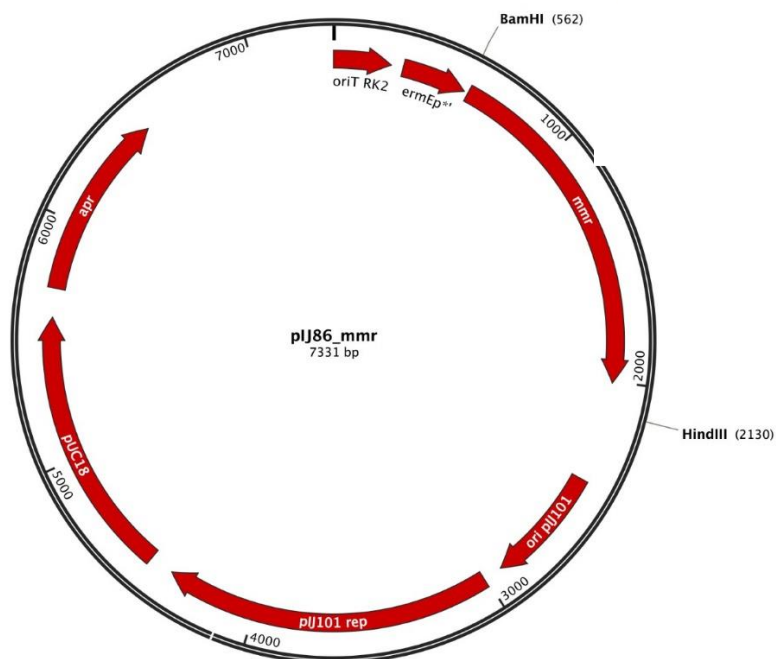 BamHI (562)
7000
oriT RK2
ermEp*'
1000
mmr
apr
6000
pIJ86_mmr
7331 bp
2000
HindIII (2130)
pUC18
5000
ori pIJ101
3000
pIJ101 rep
4000